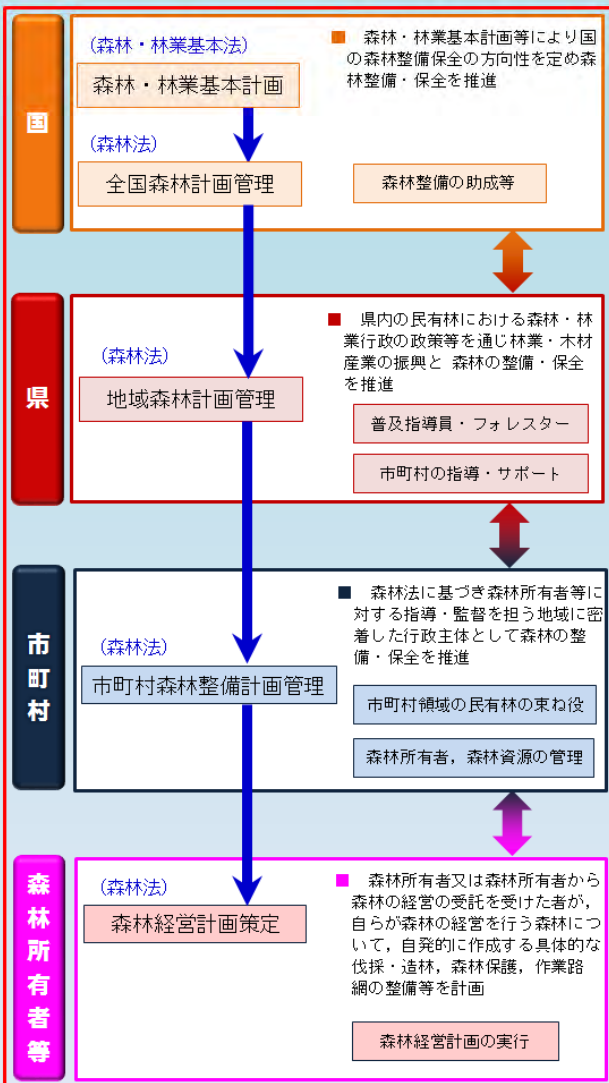 国
(森林・林業基本法)
森林・林業基本計画
(森林法)
全国森林計画管理
■ 森林・林業基本計画等により国
の森林整備保全の方向性を定め森
林整備・保全を推進
森林整備の助成等
県
(森林法)
地域森林計画管理
■ 県内の民有林における森林・林
業行政の政策等を通じ林業・木材
産業の振興と 森林の整備・保全
を推進
普及指導員・フォレスター
市町村の指導・サポート
市町村
(森林法)
市町村森林整備計画管理
■ 森林法に基づき森林所有者等に
対する指導・監督を担う地域に密
着した行政主体として森林の整
備・保全を推進
市町村領域の民有林の束ね役
森林所有者，森林資源の管理
森林所有者等
(森林法)
森林経営計画策定
■ 森林所有者又は森林所有者から
森林の経営の受託を受けた者が，
自らが森林の経営を行う森林につ
いて，自発的に作成する具体的な
伐採・造林，森林保護，作業路
網の整備等を計画
森林経営計画の実行